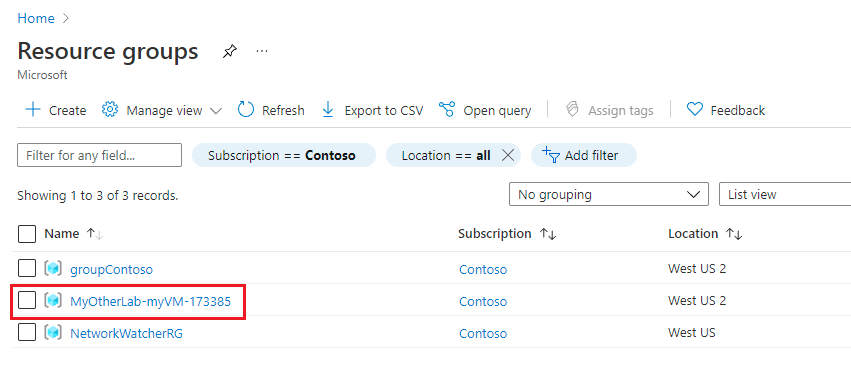 Home
Resource groups ...
Microsoft
Create Manage view Refresh Export to CSV Open query Assign tags Feedback
Filter for any field... Subscription == Contoso Location == all Add filter
Showing 1 to 3 of 3 records. No grouping List view
Name Subscription Location
groupContoso Contoso West US 2
MyOtherLab-myVM-173385 Contoso West US 2
NetworkWatcherRG Contoso West US